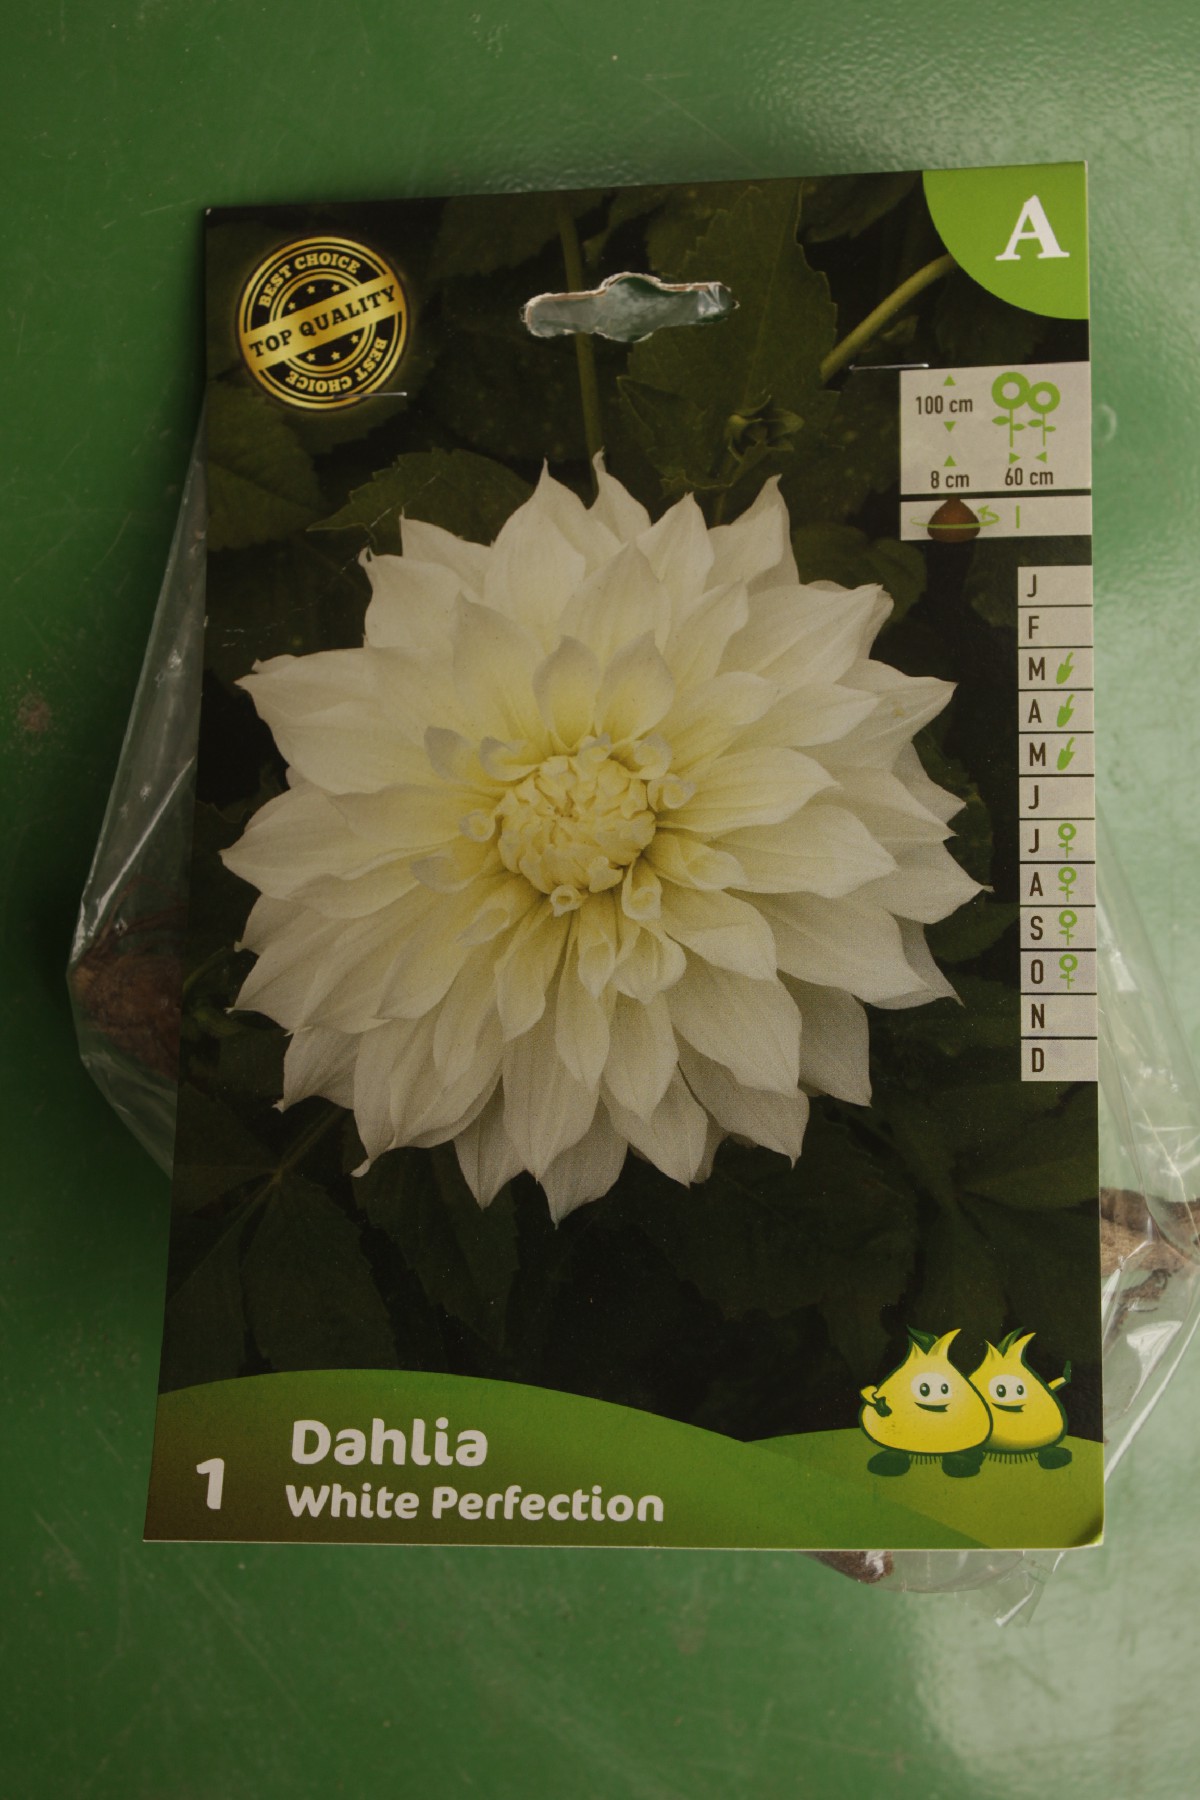 A
BEST CHOICE
TOP QUALITY
BEST CHOICE
100 cm
8 cm
60 cm
I
J
F
M
A
M
J
J
A
S
O
N
D
1
Dahlia
White Perfection